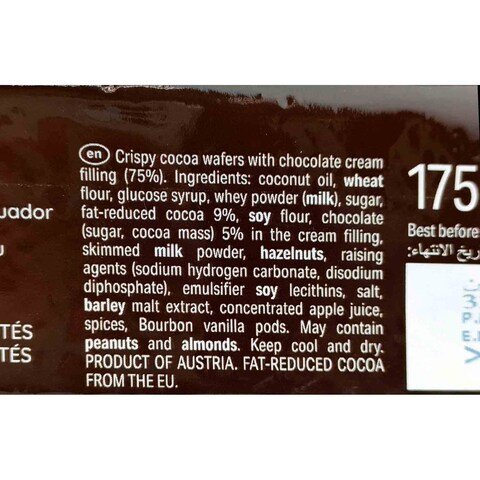 en Crispy cocoa wafers with chocolate cream
filling (75%). Ingredients: coconut oil, wheat
flour, glucose syrup, whey powder (milk), sugar,
fat-reduced cocoa 9%, soy flour, chocolate
(sugar, cocoa mass) 5% in the cream filling,
skimmed milk powder, hazelnuts, raising
agents (sodium hydrogen carbonate, disodium
diphosphate), emulsifier soy lecithins, salt,
barley malt extract, concentrated apple juice,
spices, Bourbon vanilla pods. May contain
peanuts and almonds. Keep cool and dry.
PRODUCT OF AUSTRIA. FAT-REDUCED COCOA
FROM THE EU.
uador
TÉS
TÉS
175
Best before
الانتهاء: